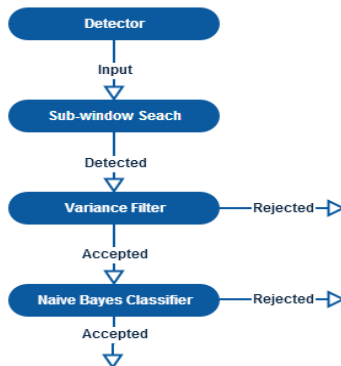 Detector
Input
Sub-window Seach
Detected
Variance Filter
Rejected
Accepted
Naive Bayes Classifier
Rejected
Accepted